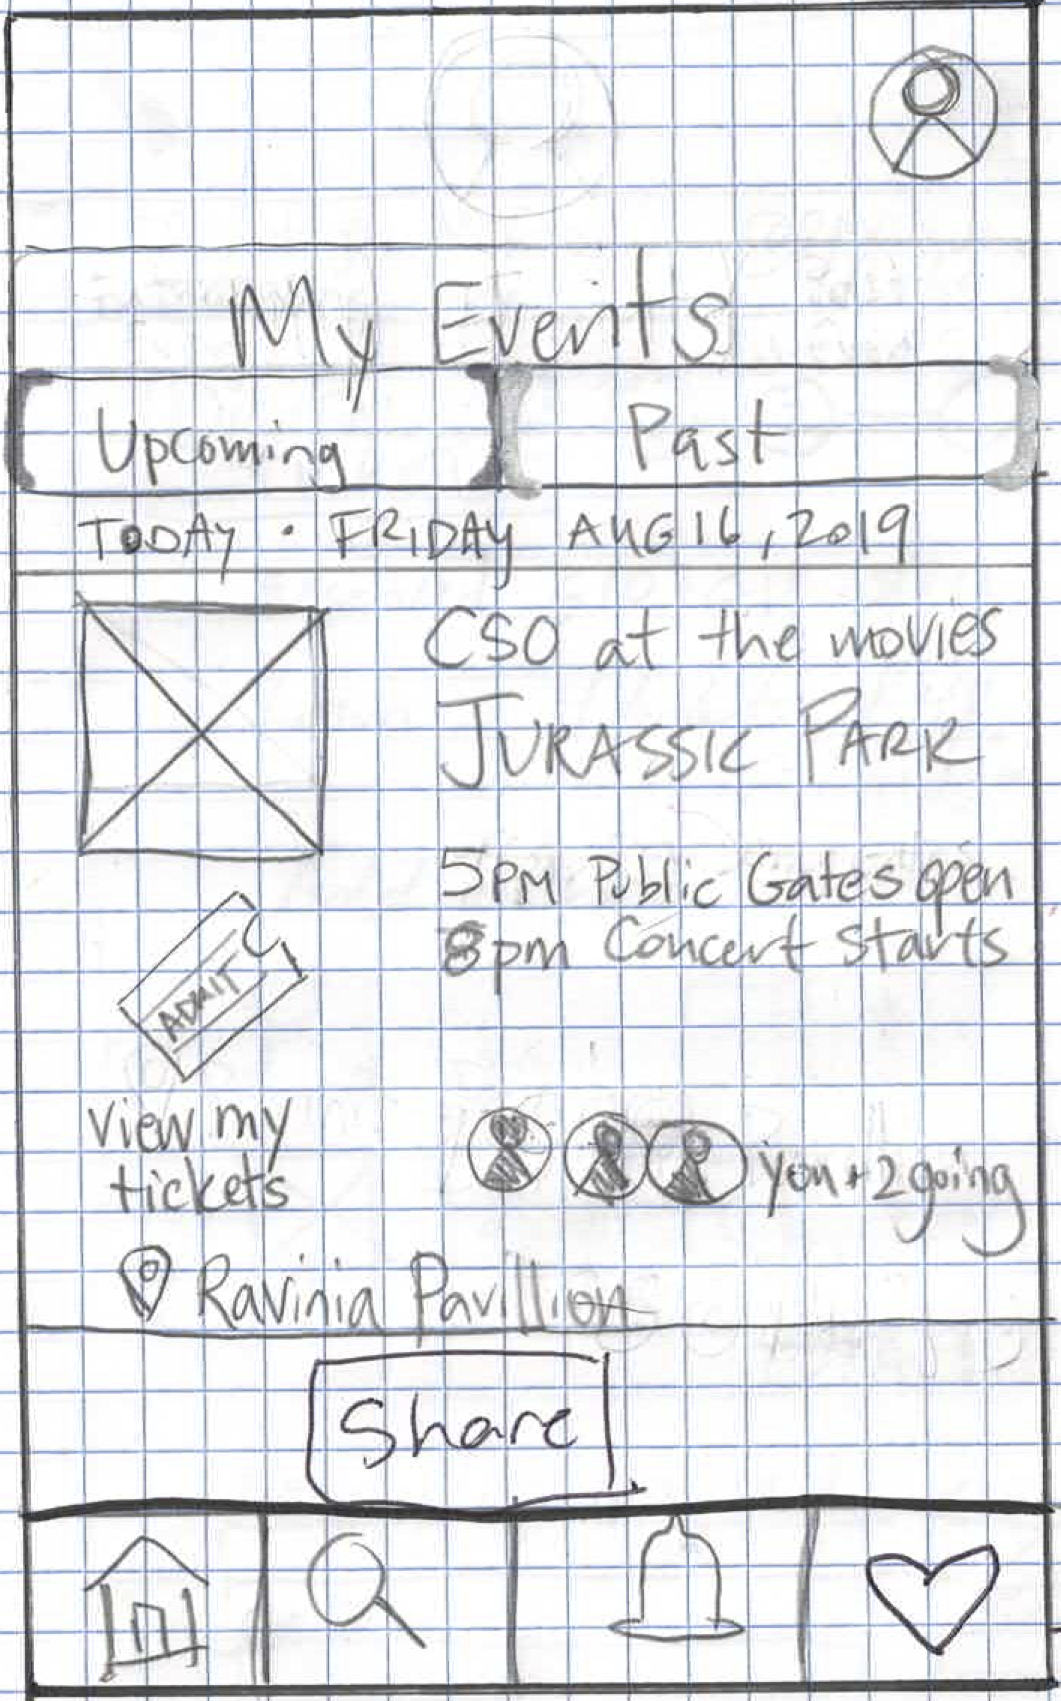 My Events
Upcoming
Past
TODAY · FRIDAY AUG 16, 2019
CSO at the movies
JURASSIC PARK
5PM Public Gates open
8pm Concert Starts
ADMIT
view my
tickets
you + 2 going
Ravinia Pavillion
Share